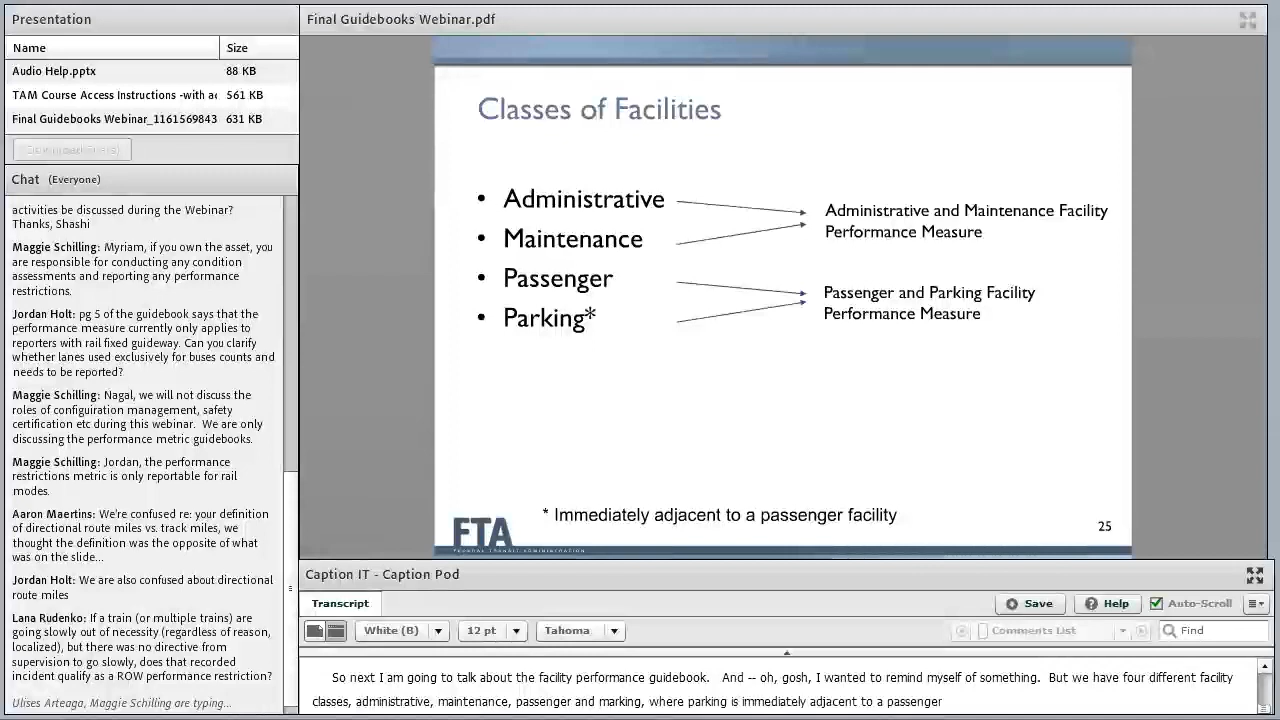 Presentation
Name Size
Audio Help.pptx 88 KB
TAM Course Access Instructions -with ac 561 KB
Final Guidebooks Webinar_1161569843 631 KB
Download File(s)
Chat (Everyone)
activities be discussed during the Webinar?
Thanks, Shashi
Maggie Schilling: Myriam, if you own the asset, you
are responsible for conducting any condition
assessments and reporting any performance
restrictions.
Jordan Holt: pg 5 of the guidebook says that the
performance measure currently only applies to
reporters with rail fixed guideway. Can you clarify
whether lanes used exclusively for buses counts and
needs to be reported?
Maggie Schilling: Nagal, we will not discuss the
roles of configuiration management, safety
certification etc during this webinar. We are only
discussing the performance metric guidebooks.
Maggie Schilling: Jordan, the performance
restrictions metric is only reportable for rail
modes.
Aaron Maertins: We're confused re: your definition
of directional route miles vs. track miles, we
thought the definition was the opposite of what
was on the slide...
Jordan Holt: We are also confused about directional
route miles
Lana Rudenko: If a train (or multiple trains) are
going slowly out of necessity (regardless of reason,
localized), but there was no directive from
supervision to go slowly, does that recorded
incident qualify as a ROW performance restriction?
Ulises Arteaga, Maggie Schilling are typing...
Final Guidebooks Webinar.pdf
Classes of Facilities
• Administrative
• Maintenance
• Passenger
• Parking*
Administrative and Maintenance Facility
Performance Measure
Passenger and Parking Facility
Performance Measure
* Immediately adjacent to a passenger facility
FTA
FEDERAL TRANSIT ADMINISTRATION
25
Caption IT - Caption Pod
Transcript Save Help Auto-Scroll
White (B) 12 pt Tahoma Comments List Find
So next I am going to talk about the facility performance guidebook. And -- oh, gosh, I wanted to remind myself of something. But we have four different facility
classes, administrative, maintenance, passenger and marking, where parking is immediately adjacent to a passenger